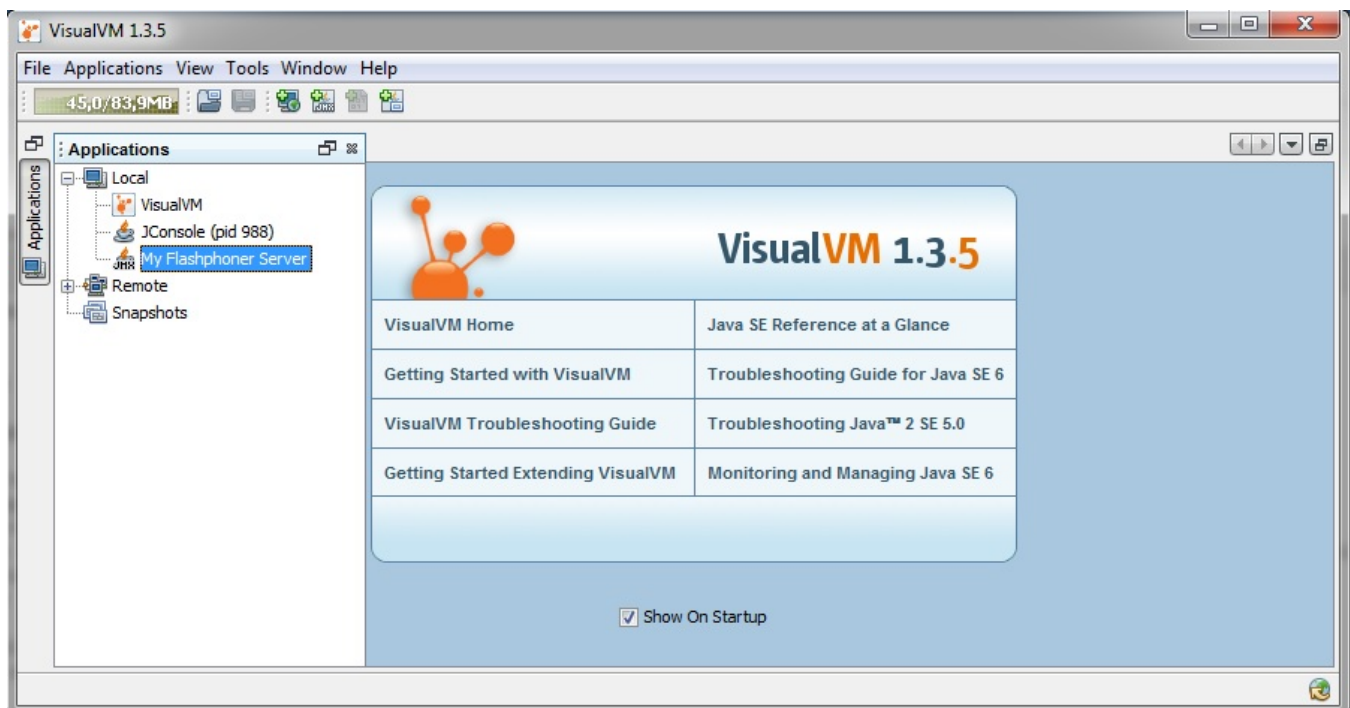 VisualVM 1.3.5
File Applications View Tools Window Help
45,0/83,9MB
Applications
Applications
Local
VisualVM
JConsole (pid 988)
JMX My Flashphoner Server
Remote
Snapshots
VisualVM 1.3.5
VisualVM Home
Java SE Reference at a Glance
Getting Started with VisualVM
Troubleshooting Guide for Java SE 6
VisualVM Troubleshooting Guide
Troubleshooting Java™ 2 SE 5.0
Getting Started Extending VisualVM
Monitoring and Managing Java SE 6
Show On Startup